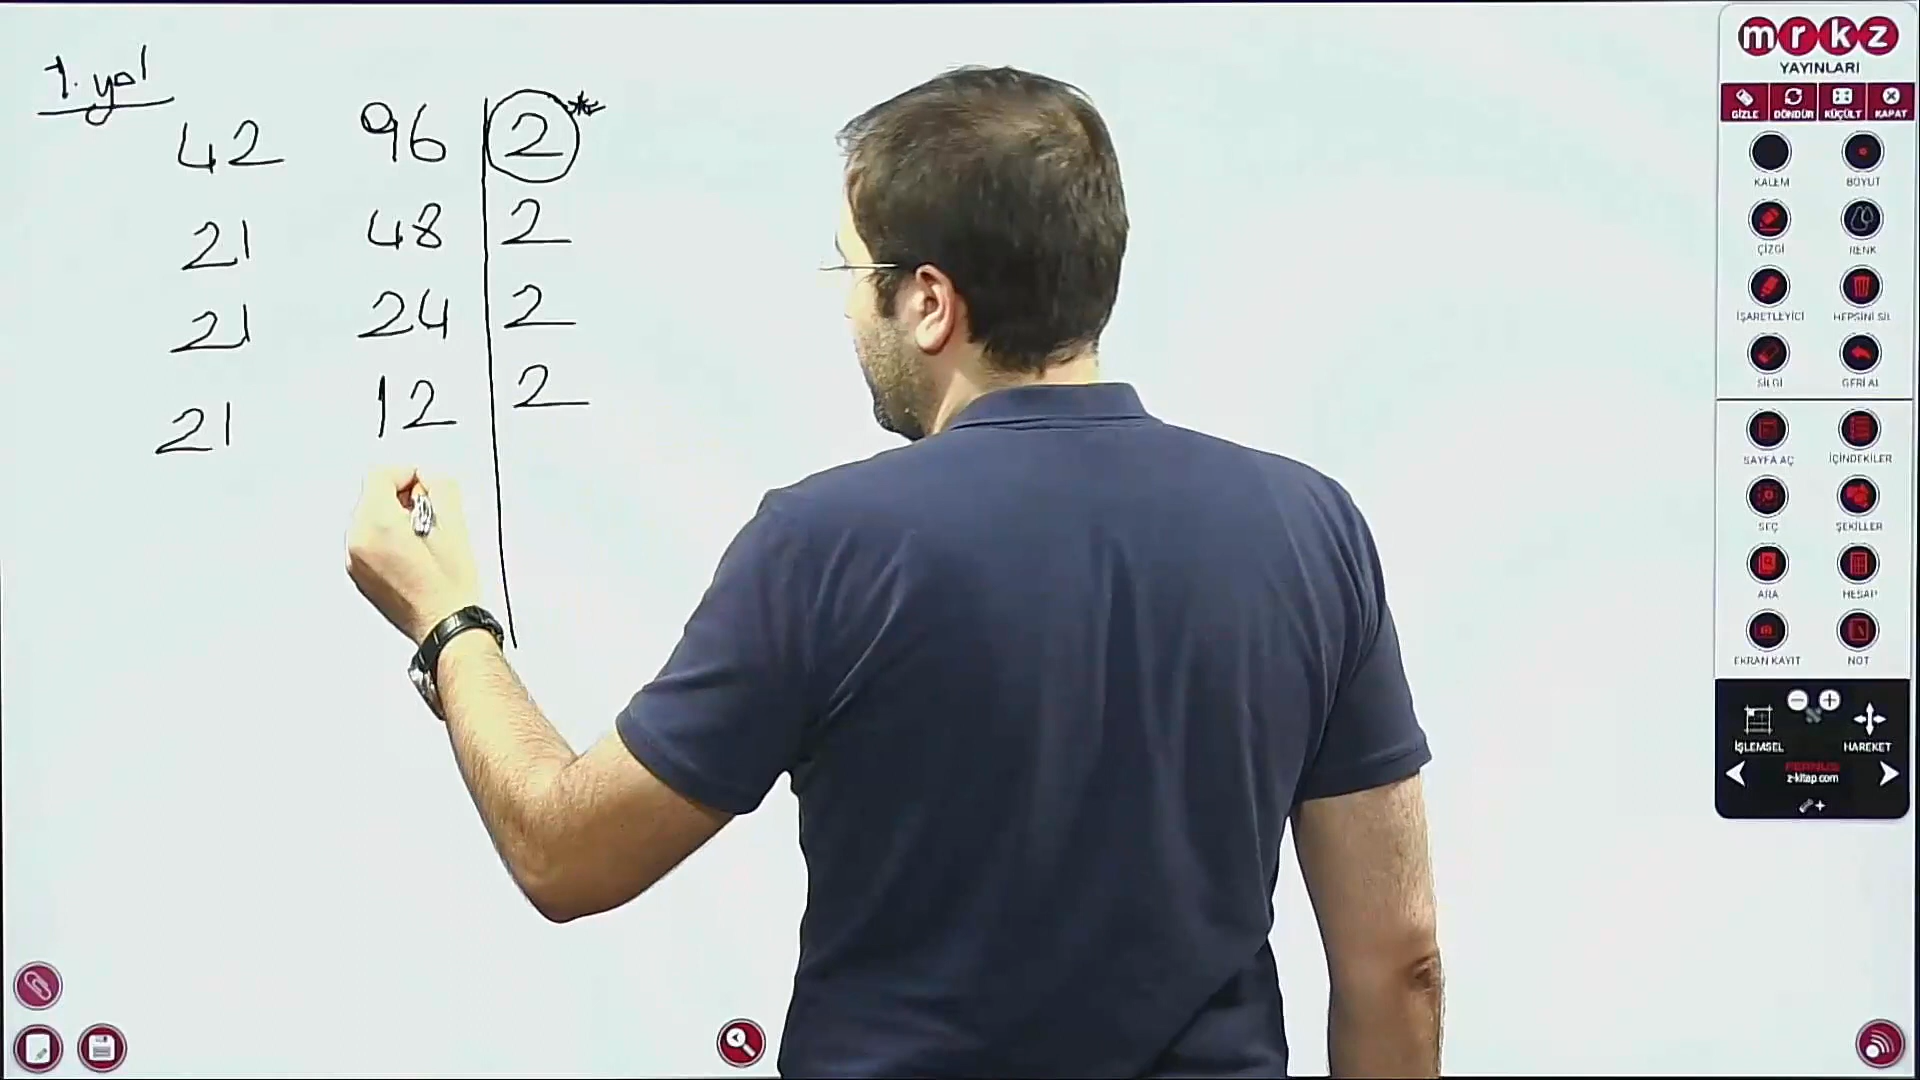 1. yol
42 96 2*
21 48 2
21 24 2
21 12 2
mrkz
YAYINLARI
GİZLE DÖNDÜR KÜÇÜLT KAPAT
KALEM BOYUT
ÇİZGİ RENK
İŞARETLEYİCİ HEPSİNİ SİL
SİLGİ GERİ AL
SAYFA AÇ İÇİNDEKİLER
SEÇ ŞEKİLLER
ARA HESAP
EKRAN KAYIT NOT
İŞLEMSEL HAREKET
FERNUS
z-kitap.com